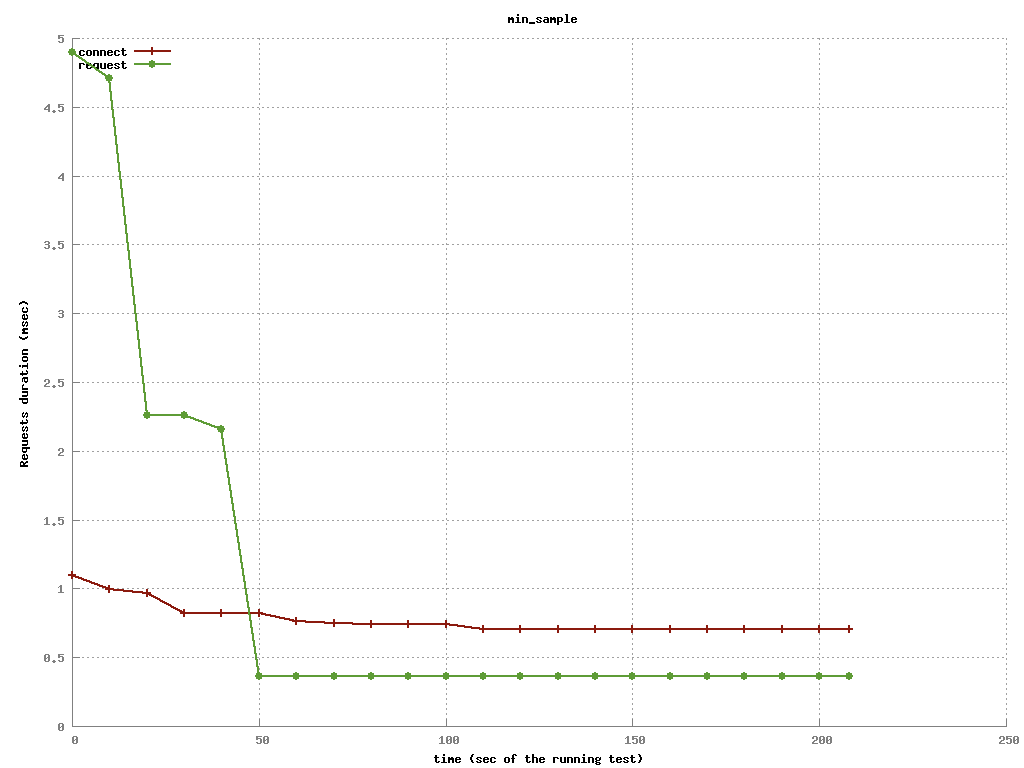 min_sample
connect
request
5
4.5
4
3.5
3
2.5
2
1.5
1
0.5
0
Requests duration (msec)
0 50 100 150 200 250
time (sec of the running test)